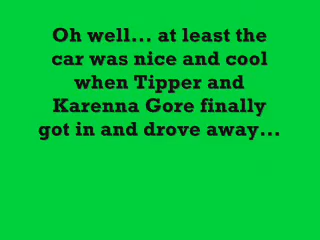 Oh well... at least the
car was nice and cool
when Tipper and
Karenna Gore finally
got in and drove away...